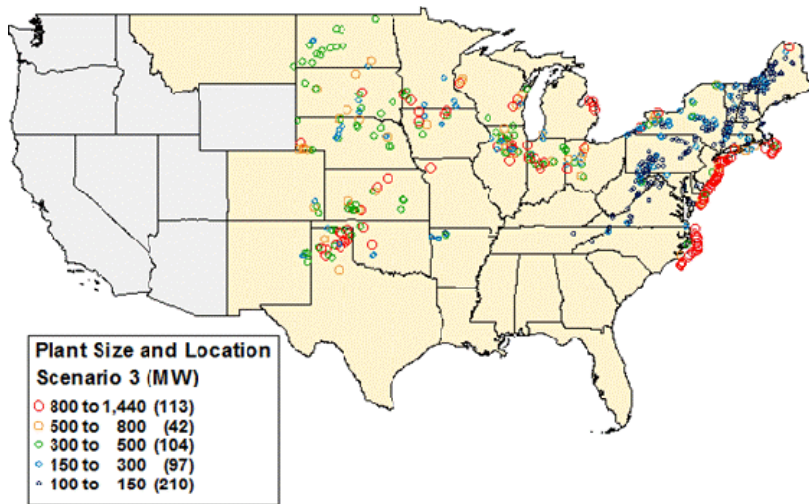 Plant Size and Location
Scenario 3 (MW)
800 to 1,440 (113)
500 to 800 (42)
300 to 500 (104)
150 to 300 (97)
100 to 150 (210)